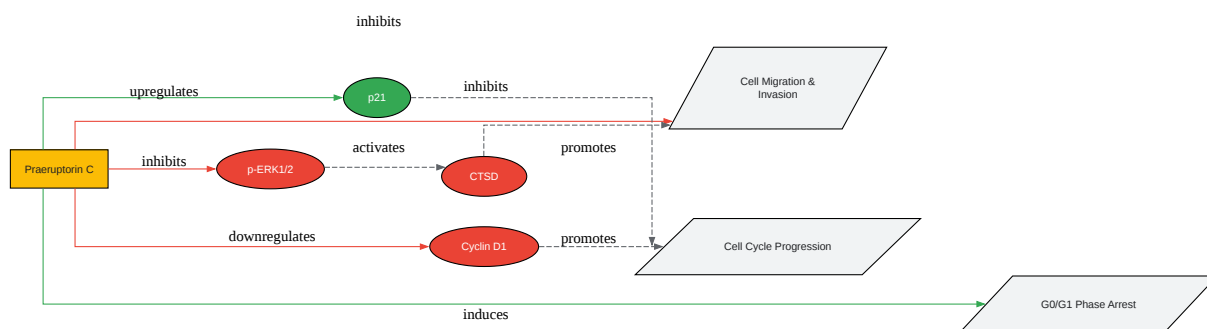 inhibits
Cell Migration &
Invasion
upregulates
p21
inhibits
Praeruptorin C
inhibits
p-ERK1/2
activates
CTSD
promotes
downregulates
Cyclin D1
promotes
Cell Cycle Progression
induces
G0/G1 Phase Arrest